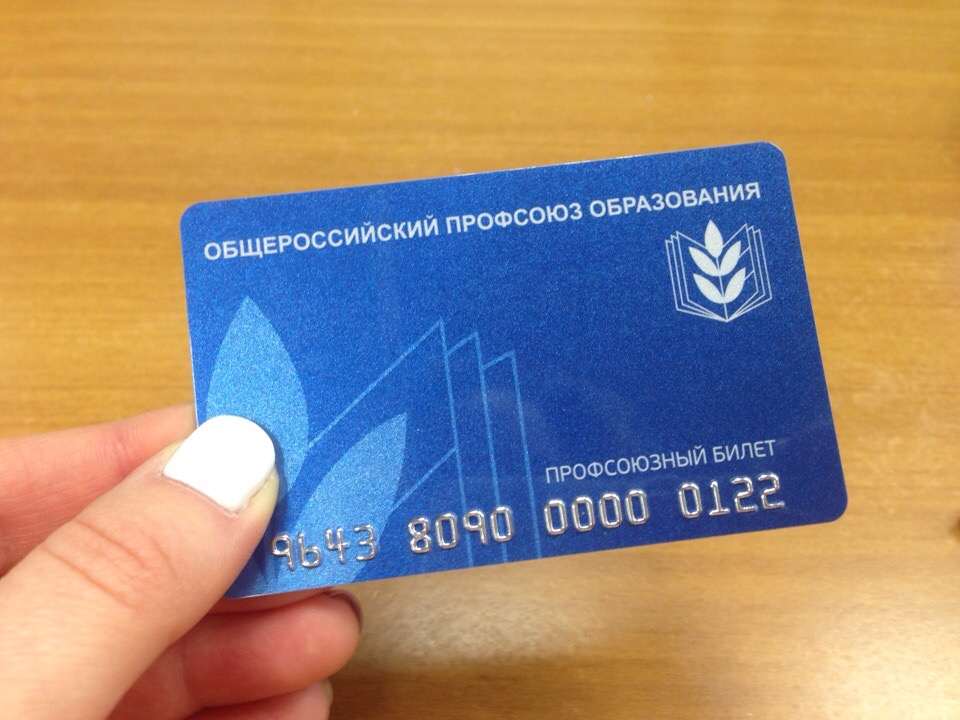 ОБЩЕРОССИЙСКИЙ ПРОФСОЮЗ ОБРАЗОВАНИЯ
ПРОФСОЮЗНЫЙ БИЛЕТ
9643 8090 0000 0122